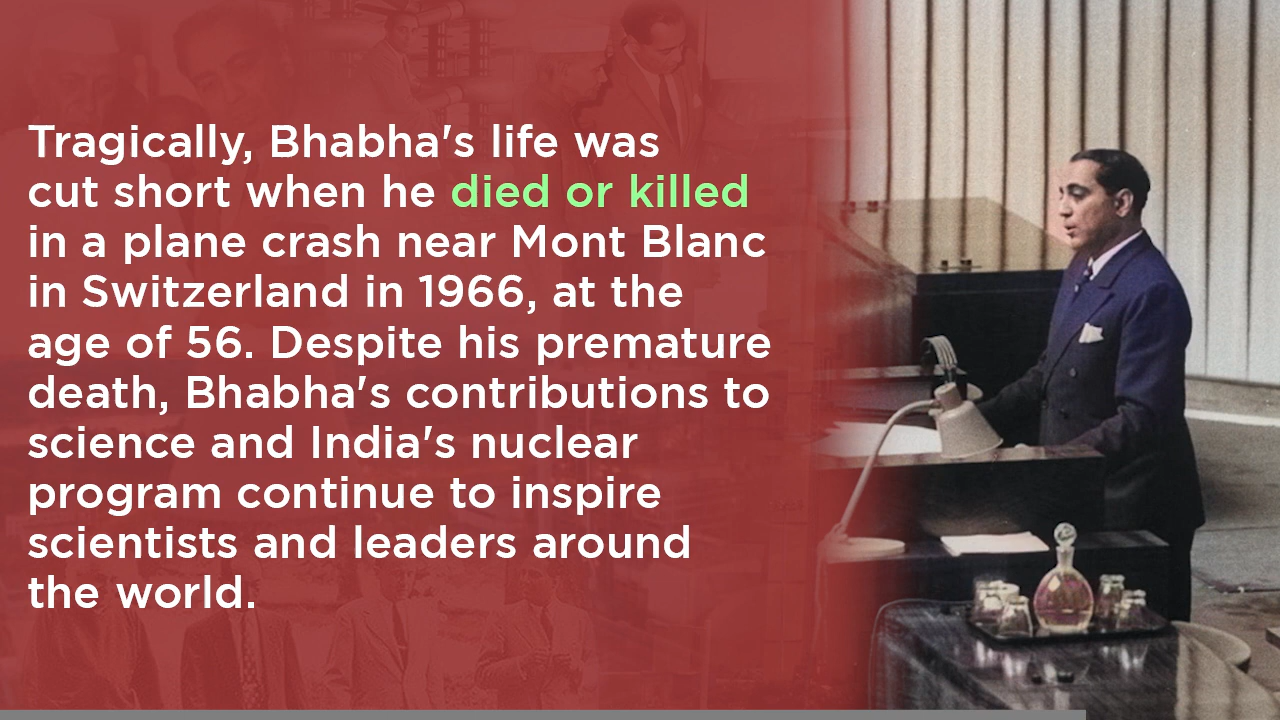 Tragically, Bhabha's life was
cut short when he died or killed
in a plane crash near Mont Blanc
in Switzerland in 1966, at the
age of 56. Despite his premature
death, Bhabha's contributions to
science and India's nuclear
program continue to inspire
scientists and leaders around
the world.